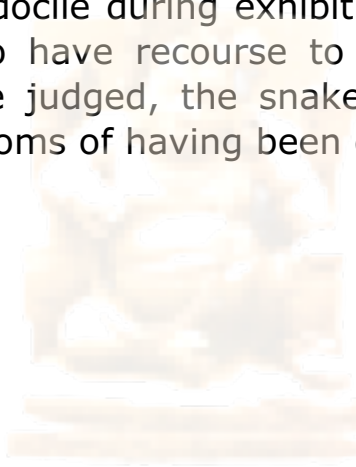 docile during exhibit
have recourse to
judged, the snake
oms of having been